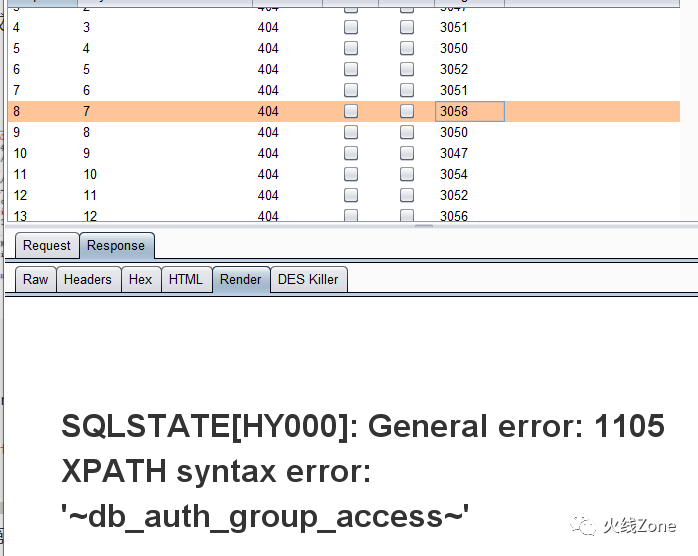 4 3 404 3051
5 4 404 3050
6 5 404 3052
7 6 404 3051
8 7 404 3058
9 8 404 3050
10 9 404 3047
11 10 404 3054
12 11 404 3052
13 12 404 3056
Request Response
Raw Headers Hex HTML Render DES Killer
SQLSTATE[HY000]: General error: 1105
XPATH syntax error:
'~db_auth_group_access~'
火线Zone